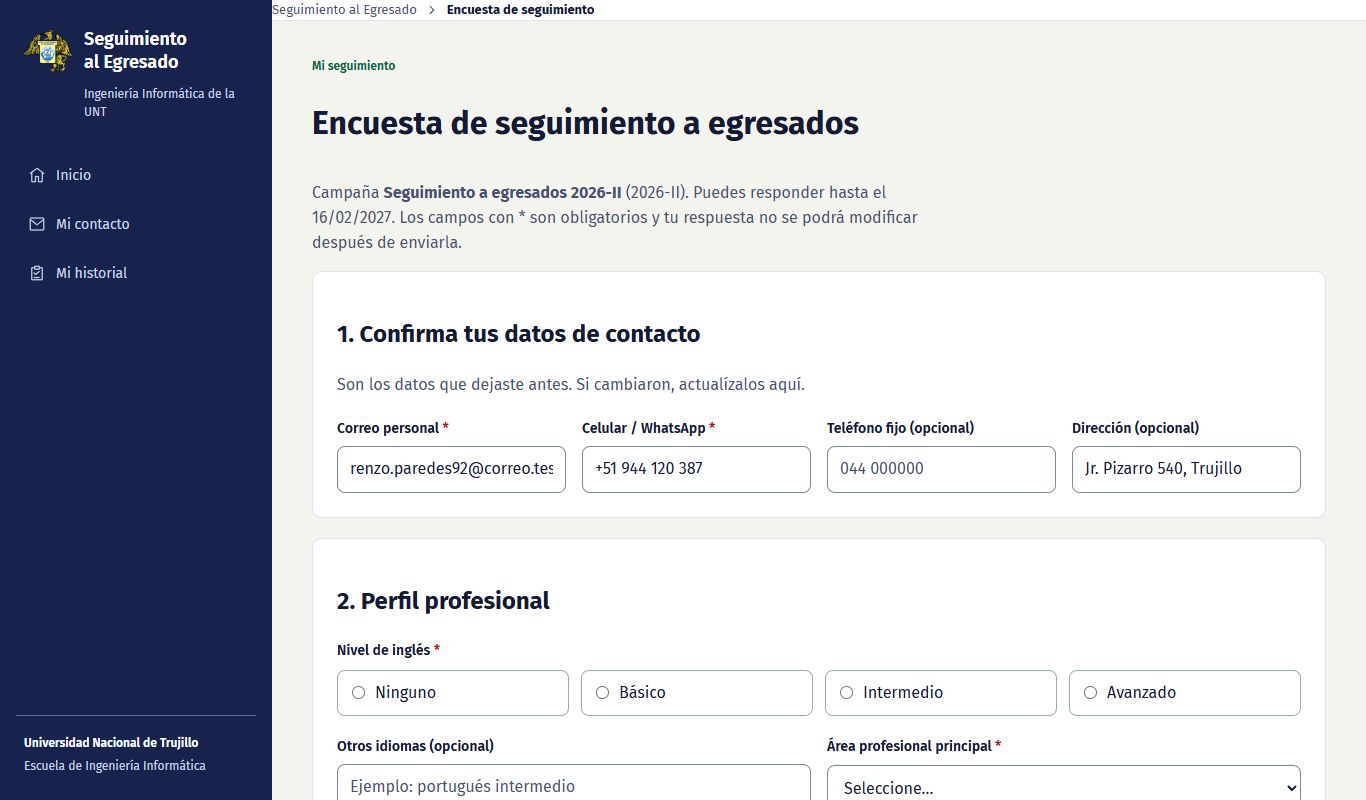 Seguimiento al Egresado > Encuesta de seguimiento
Seguimiento
al Egresado
Ingeniería Informática de la
UNT
Inicio
Mi contacto
Mi historial
Universidad Nacional de Trujillo
Escuela de Ingeniería Informática
Mi seguimiento
Encuesta de seguimiento a egresados
Campaña Seguimiento a egresados 2026-II (2026-II). Puedes responder hasta el
16/02/2027. Los campos con * son obligatorios y tu respuesta no se podrá modificar
después de enviarla.
1. Confirma tus datos de contacto
Son los datos que dejaste antes. Si cambiaron, actualízalos aquí.
Correo personal * Celular / WhatsApp * Teléfono fijo (opcional) Dirección (opcional)
renzo.paredes92@correo.tes +51 944 120 387 044 000000 Jr. Pizarro 540, Trujillo
2. Perfil profesional
Nivel de inglés *
Ninguno Básico Intermedio Avanzado
Otros idiomas (opcional) Área profesional principal *
Ejemplo: portugués intermedio Seleccione...